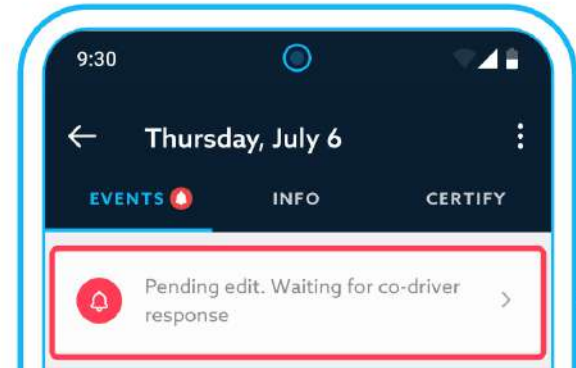 9:30
Thursday, July 6
EVENTS INFO CERTIFY
Pending edit. Waiting for co-driver
response